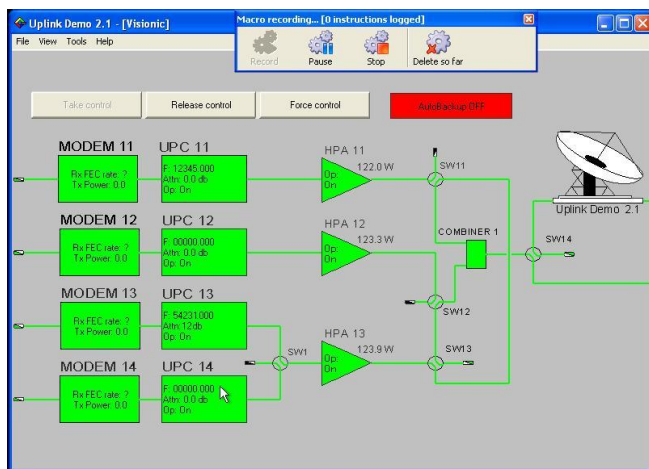 Uplink Demo 2.1 - [Visionic]
Macro recording... [0 instructions logged]
File View Tools Help
Record Pause Stop Delete so far
Take control Release control Force control AutoBackup OFF
MODEM 11 UPC 11 HPA 11
Rx FEC rate: ?
Tx Power: 0.0
F: 12345.000
Attn: 0.0 db
Op: On
Op:
On
122.0 W
SW11
Uplink Demo 2.1
MODEM 12 UPC 12 HPA 12
Rx FEC rate: ?
Tx Power: 0.0
F: 00000.000
Attn: 0.0 db
Op: On
Op:
On
123.3 W
COMBINER 1
SW14
SW12
MODEM 13 UPC 13 HPA 13
Rx FEC rate: ?
Tx Power: 0.0
F: 54231.000
Attn: 12db
Op: On
SW1
Op:
On
123.9 W
SW13
MODEM 14 UPC 14
Rx FEC rate: ?
Tx Power: 0.0
F: 00000.000
Attn: 0.0 db
Op: On